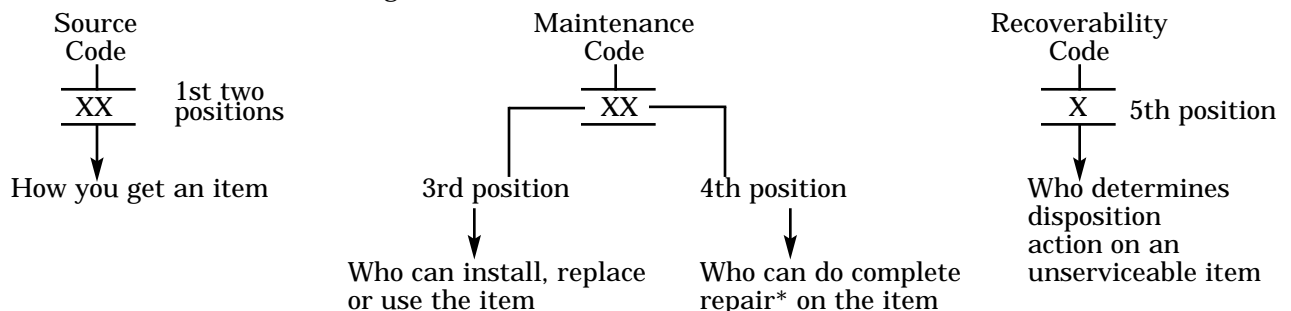 Source
Code
XX
1st two
positions
How you get an item
Maintenance
Code
XX
3rd position
Who can install, replace
or use the item
4th position
Who can do complete
repair* on the item
Recoverability
Code
X
5th position
Who determines
disposition
action on an
unserviceable item